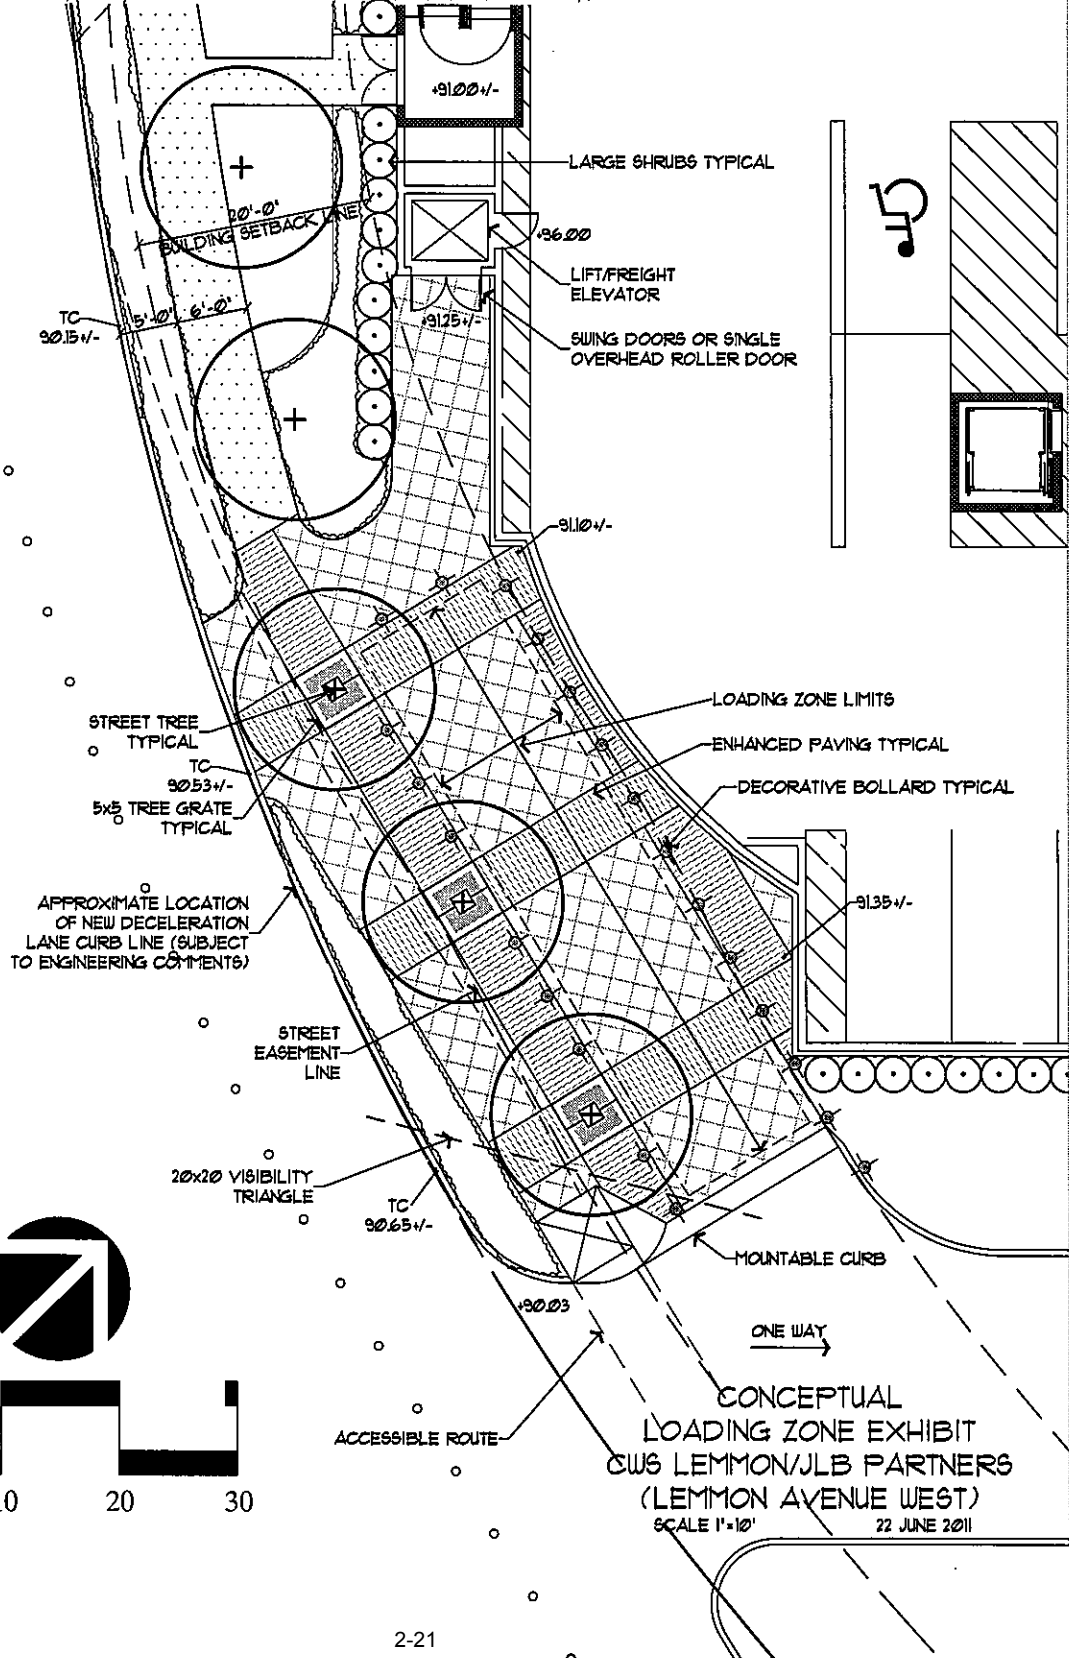 +91.00+/-
LARGE SHRUBS TYPICAL
20'-0"
BUILDING SETBACK LINE
+96.00
LIFT/FREIGHT
ELEVATOR
TC
90.15+/-
5'-0"
6'-0"
+91.25+/-
SWING DOORS OR SINGLE
OVERHEAD ROLLER DOOR
91.10+/-
LOADING ZONE LIMITS
STREET TREE
TYPICAL
ENHANCED PAVING TYPICAL
TC
90.53+/-
DECORATIVE BOLLARD TYPICAL
5x5 TREE GRATE
TYPICAL
APPROXIMATE LOCATION
OF NEW DECELERATION
LANE CURB LINE (SUBJECT
TO ENGINEERING COMMENTS)
91.35+/-
STREET
EASEMENT
LINE
20x20 VISIBILITY
TRIANGLE
TC
90.65+/-
MOUNTABLE CURB
+90.03
ONE WAY
ACCESSIBLE ROUTE
CONCEPTUAL
LOADING ZONE EXHIBIT
CWS LEMMON/JLB PARTNERS
(LEMMON AVENUE WEST)
SCALE 1"=10'
22 JUNE 2011
20
30
2-21